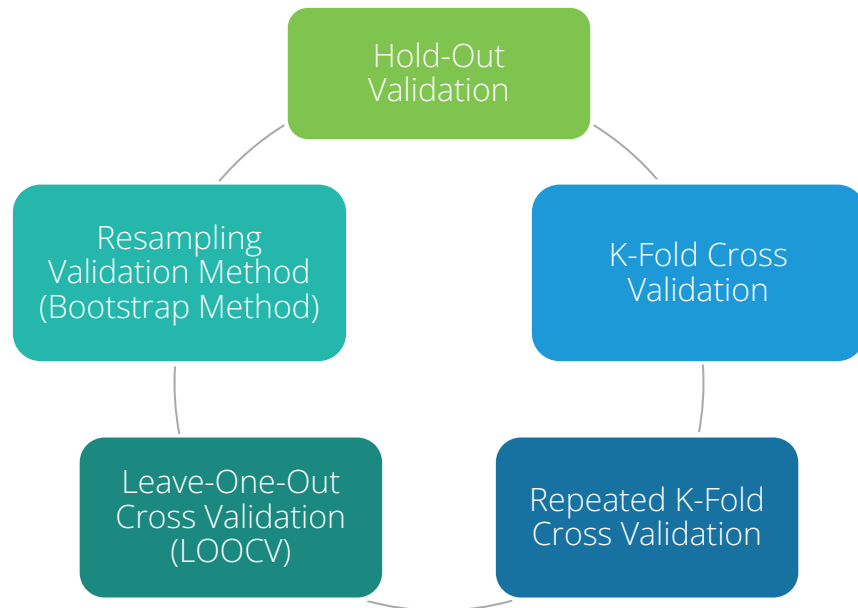 Hold-Out
Validation
K-Fold Cross
Validation
Repeated K-Fold
Cross Validation
Leave-One-Out
Cross Validation
(LOOCV)
Resampling
Validation Method
(Bootstrap Method)